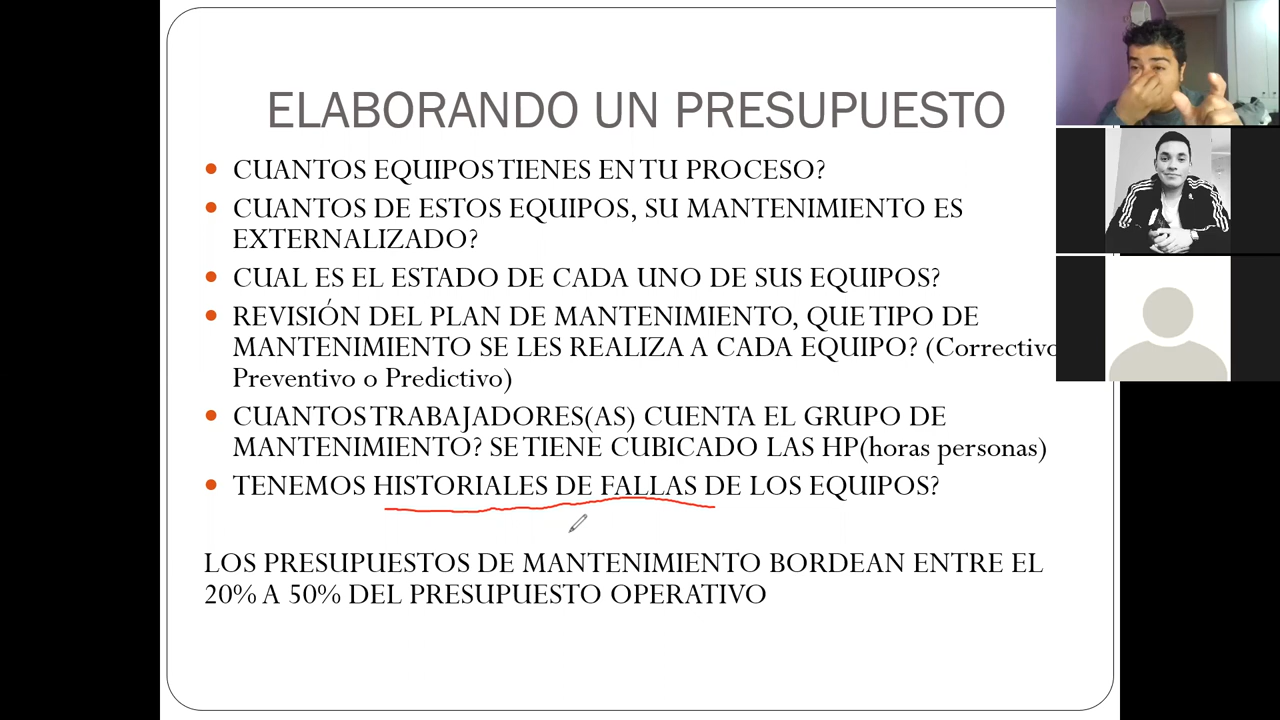 ELABORANDO UN PRESUPUESTO
• CUANTOS EQUIPOS TIENES EN TU PROCESO?
• CUANTOS DE ESTOS EQUIPOS, SU MANTENIMIENTO ES
EXTERNALIZADO?
• CUAL ES EL ESTADO DE CADA UNO DE SUS EQUIPOS?
• REVISIÓN DEL PLAN DE MANTENIMIENTO, QUE TIPO DE
MANTENIMIENTO SE LES REALIZA A CADA EQUIPO? (Correctivo
Preventivo o Predictivo)
• CUANTOS TRABAJADORES(AS) CUENTA EL GRUPO DE
MANTENIMIENTO? SE TIENE CUBICADO LAS HP(horas personas)
• TENEMOS HISTORIALES DE FALLAS DE LOS EQUIPOS?
LOS PRESUPUESTOS DE MANTENIMIENTO BORDEAN ENTRE EL
20% A 50% DEL PRESUPUESTO OPERATIVO